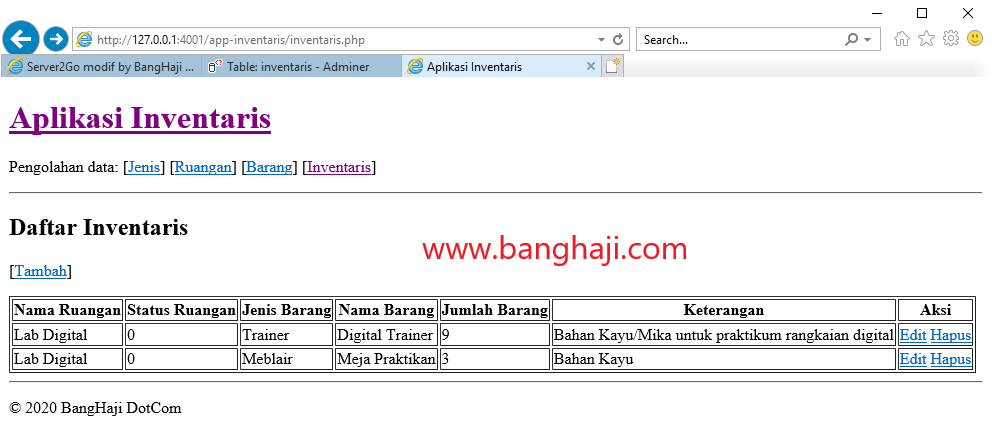 http://127.0.0.1:4001/app-inventaris/inventaris.php
Search...
Server2Go modif by BangHaji ...
Table: inventaris - Adminer
Aplikasi Inventaris
Aplikasi Inventaris
Pengolahan data: [Jenis] [Ruangan] [Barang] [Inventaris]
Daftar Inventaris
www.banghaji.com
[Tambah]
Nama Ruangan Status Ruangan Jenis Barang Nama Barang Jumlah Barang Keterangan Aksi
Lab Digital 0 Trainer Digital Trainer 9 Bahan Kayu/Mika untuk praktikum rangkaian digital Edit Hapus
Lab Digital 0 Meblair Meja Praktikan 3 Bahan Kayu Edit Hapus
© 2020 BangHaji DotCom